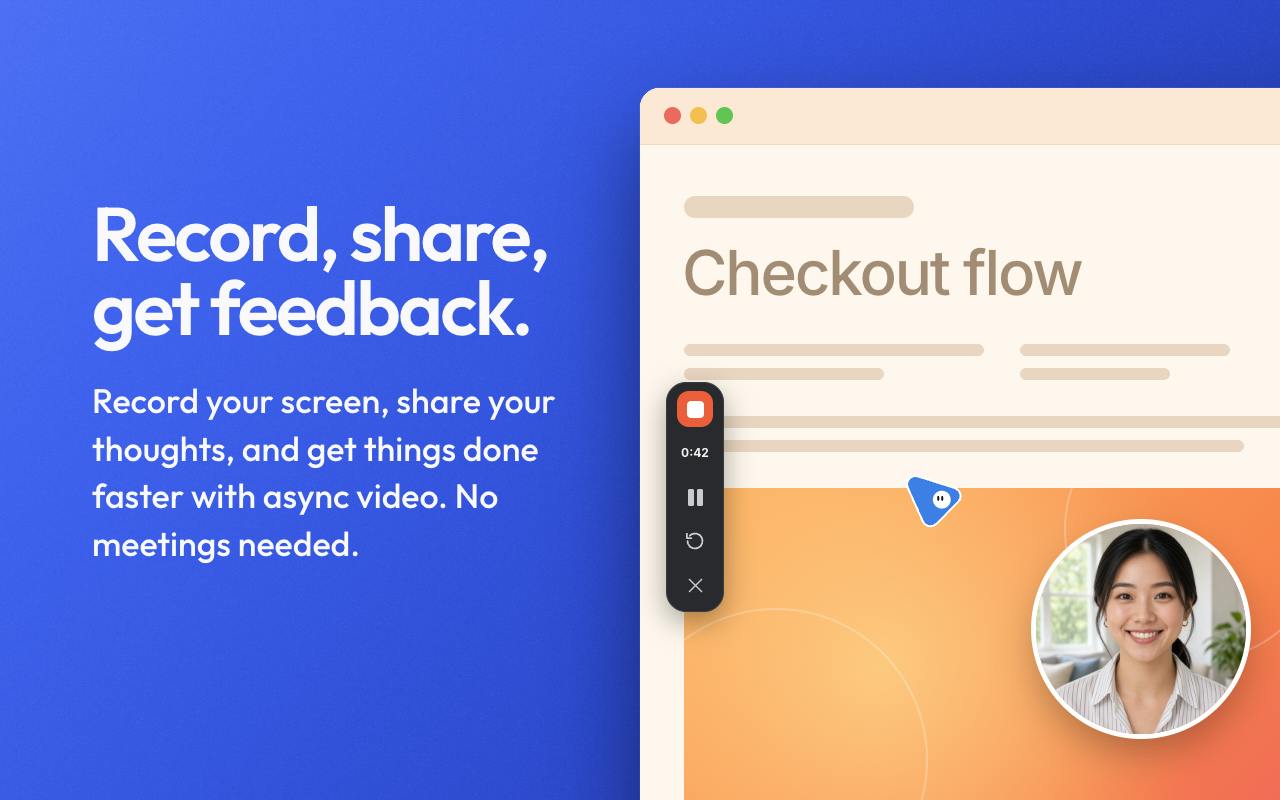 Record, share,
get feedback.
Record your screen, share your
thoughts, and get things done
faster with async video. No
meetings needed.
Checkout flow
0:42